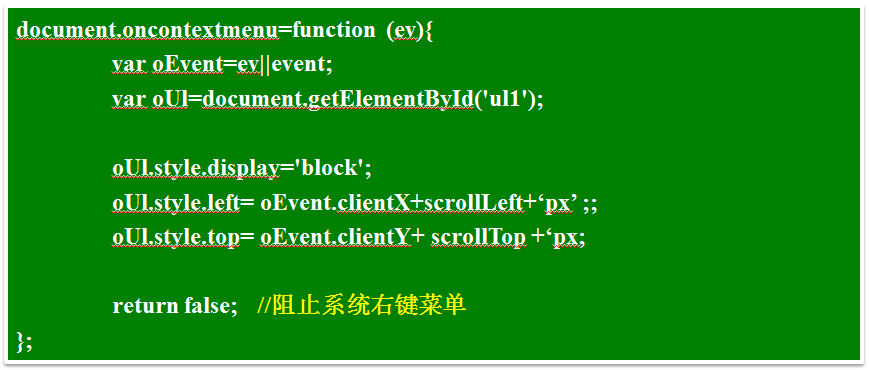 document.oncontextmenu=function (ev){
var oEvent=ev||event;
var oUl=document.getElementById('ul1');
oUl.style.display='block';
oUl.style.left= oEvent.clientX+scrollLeft+‘px’ ;;
oUl.style.top= oEvent.clientY+ scrollTop +‘px;
return false; //阻止系统右键菜单
};